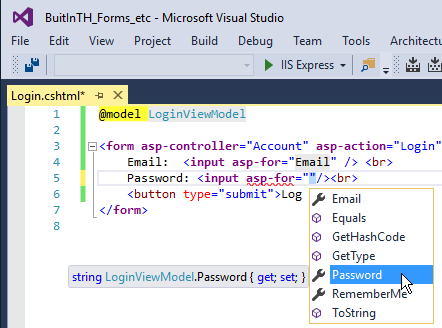 BuitInTH_Forms_etc - Microsoft Visual Studio
File Edit View Project Build Debug Team Tools Architectu
IIS Express
Login.cshtml*
1 @model LoginViewModel
2
3 <form asp-controller="Account" asp-action="Login"
4 Email: <input asp-for="Email" /> <br>
5 Password: <input asp-for=""/><br>
6 <button type="submit">Log
7 </form>
8
Email
Equals
GetHashCode
GetType
Password
RememberMe
ToString
string LoginViewModel.Password { get; set; }